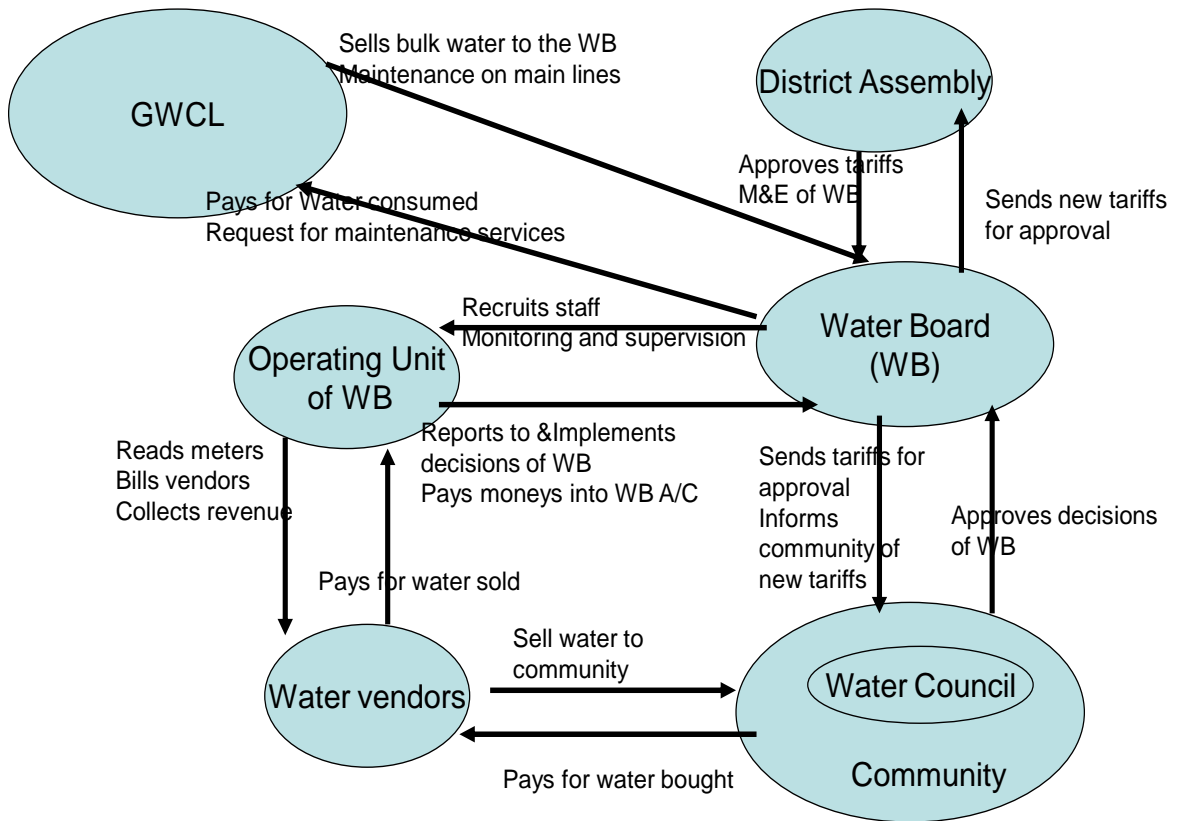 Sells bulk water to the WB
Maintenance on main lines
GWCL
District Assembly
Approves tariffs
M&E of WB
Sends new tariffs
for approval
Pays for Water consumed
Request for maintenance services
Recruits staff
Monitoring and supervision
Water Board
(WB)
Operating Unit
of WB
Reads meters
Bills vendors
Collects revenue
Reports to &Implements
decisions of WB
Pays moneys into WB A/C
Sends tariffs for
approval
Informs
community of
new tariffs
Approves decisions
of WB
Pays for water sold
Sell water to
community
Water vendors
Water Council
Pays for water bought
Community